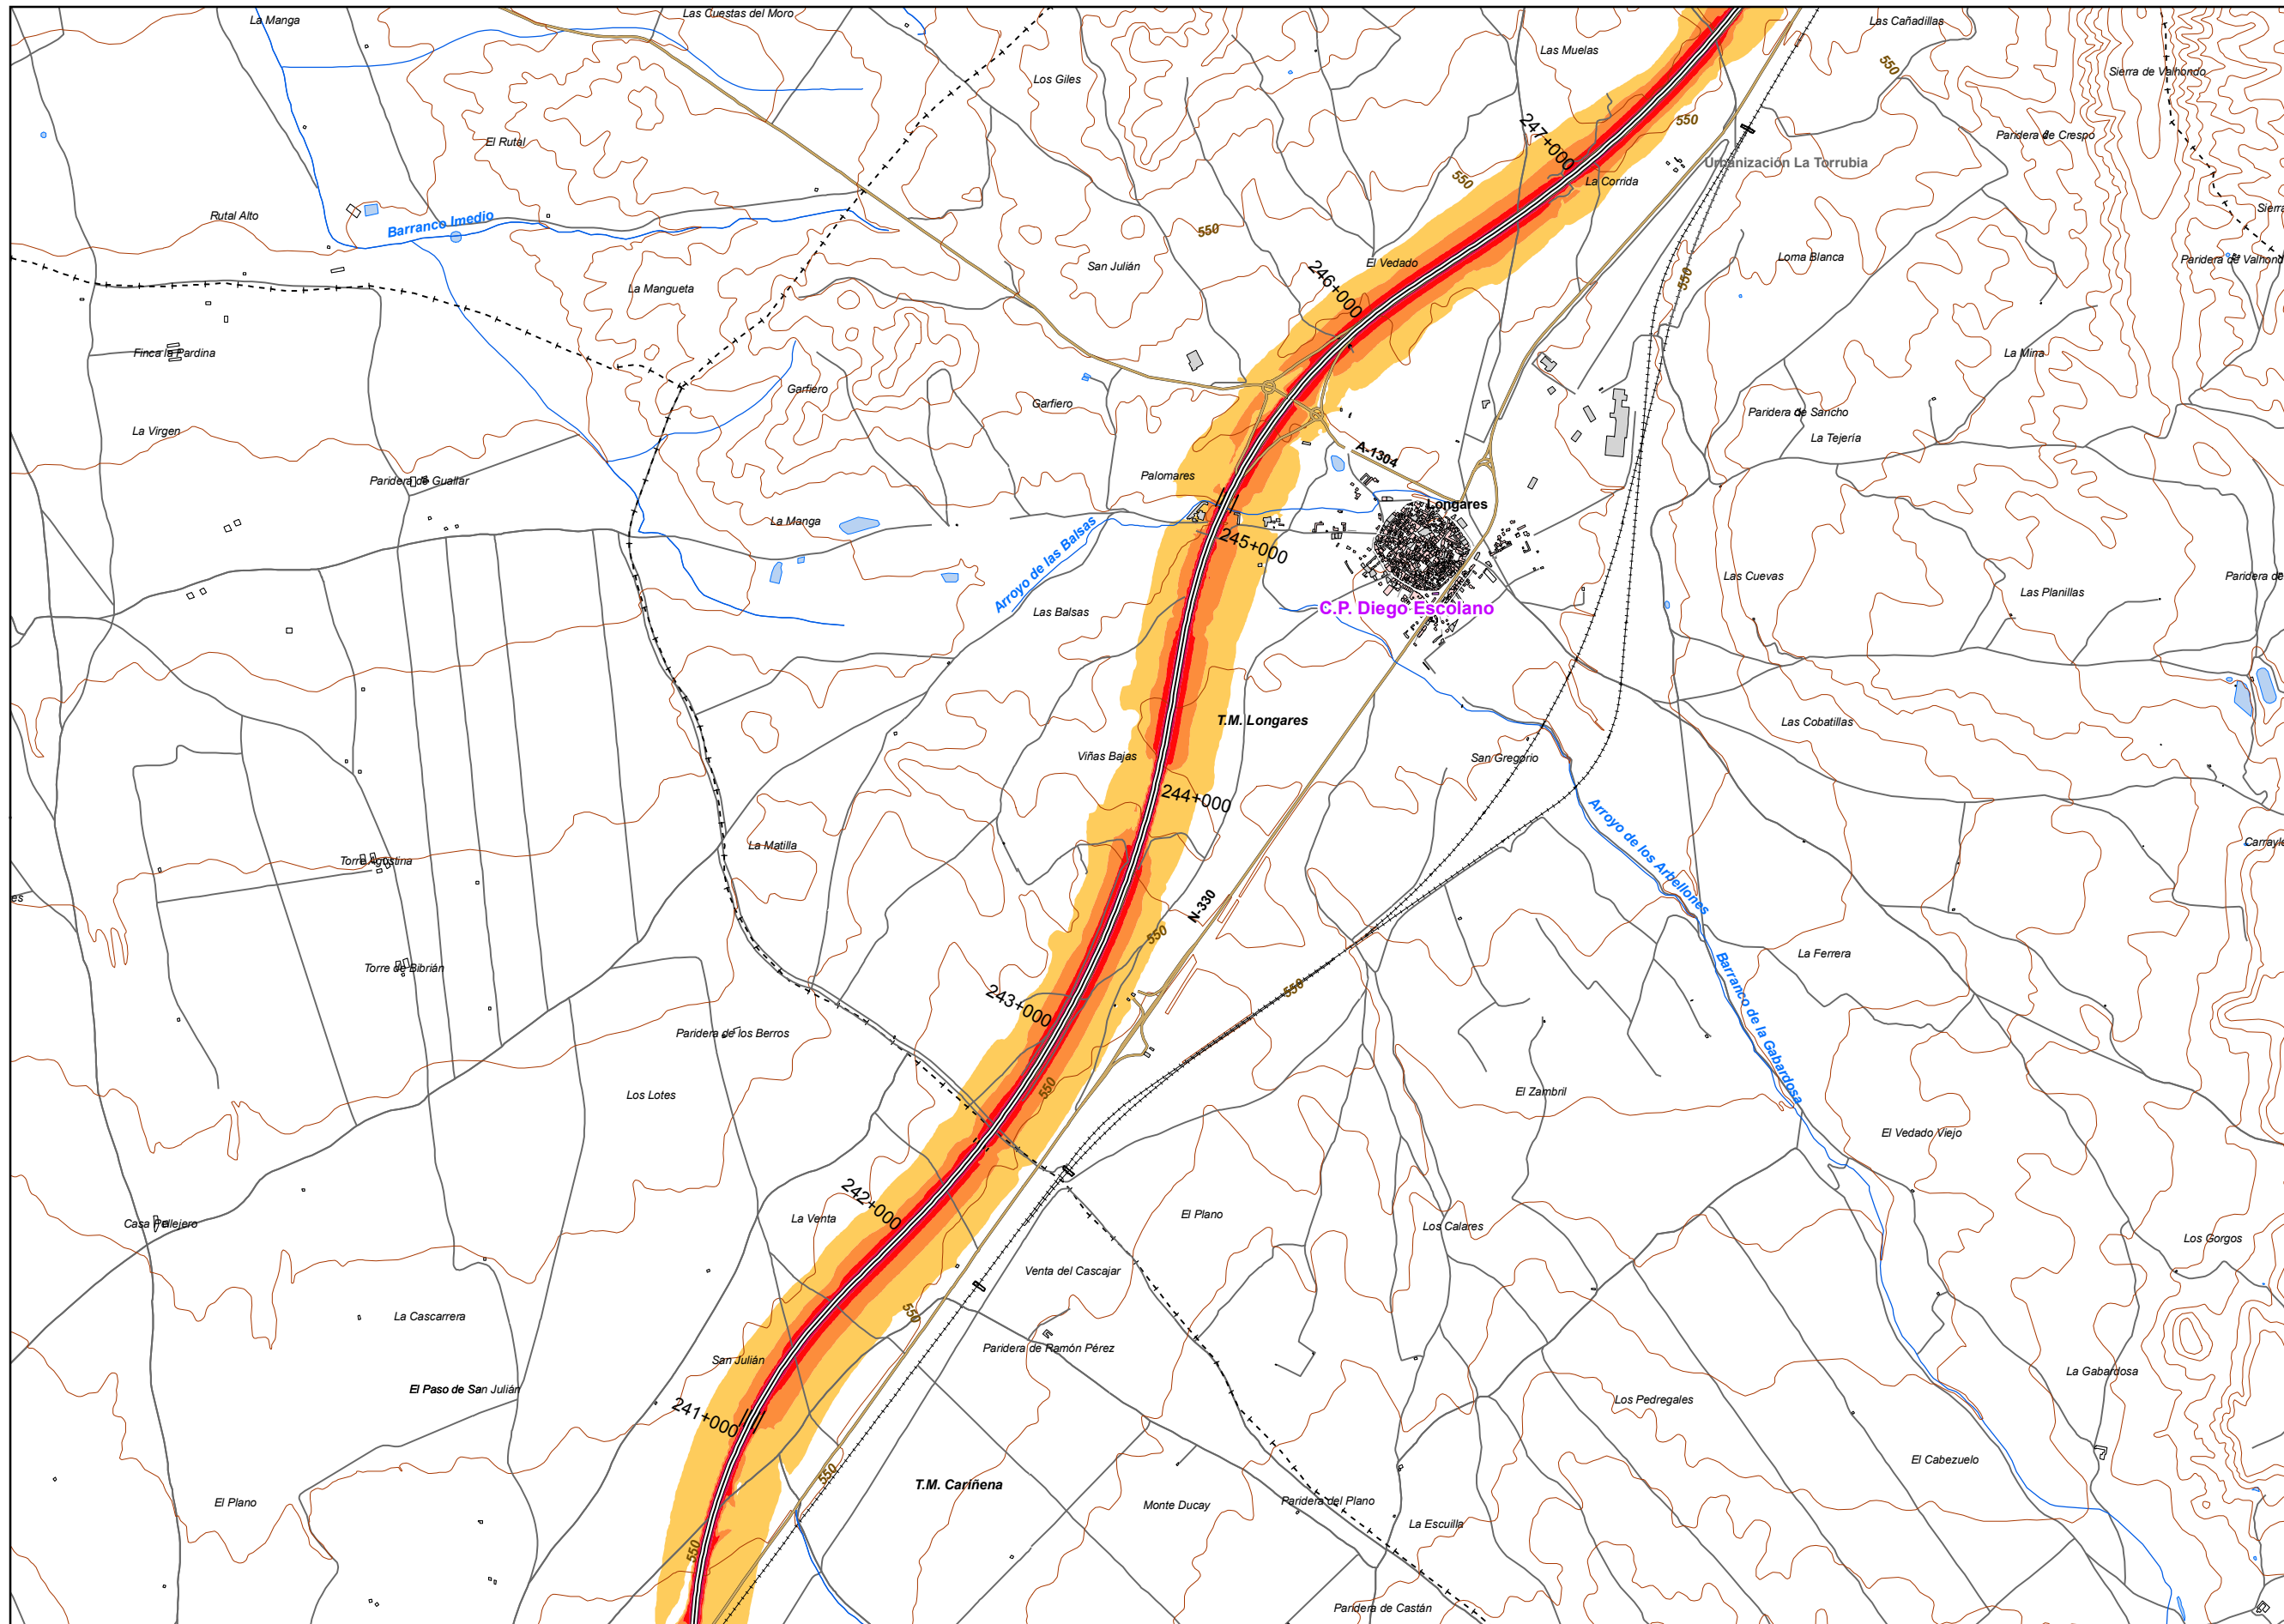 La Manga
Las Cuestas del Moro
Las Cañadillas
Las Muelas
550
Los Giles
Sierra de Valhondo
247+000
550
El Rutal
Paridera de Crespo
Urbanización La Torrubia
550
La Corrida
Rutal Alto
Barranco Imedio
550
Sierra
San Julián
El Vedado
Loma Blanca
Paridera de Valhond
246+000
550
La Mangueta
Finca la Pardina
La Mina
Garfiero
Garfiero
Paridera de Sancho
La Virgen
La Tejería
A-1304
Paridera de Guallar
Palomares
Longares
La Manga
245+000
Arroyo de las Balsas
Las Cuevas
Paridera de
Las Planillas
Las Balsas
C.P. Diego Escolano
T.M. Longares
Las Cobatillas
Viñas Bajas
San Gregorio
244+000
Arroyo de los Arbellones
La Matilla
Carrayle
Torre Agustina
es
N-330
550
La Ferrera
Torre de Bibrián
Barranco de la Gabardosa
550
243+000
Paridera de los Berros
550
Los Lotes
El Zambril
El Vedado Viejo
242+000
La Venta
El Plano
Casa Pellejero
Los Calares
Los Gorgos
Venta del Cascajar
550
La Cascarrera
Paridera de Ramón Pérez
San Julián
La Gabardosa
El Paso de San Julián
Los Pedregales
241+000
El Cabezuelo
550
T.M. Cariñena
El Plano
Monte Ducay
Paridera del Plano
La Escuilla
550
Paridera de Castán